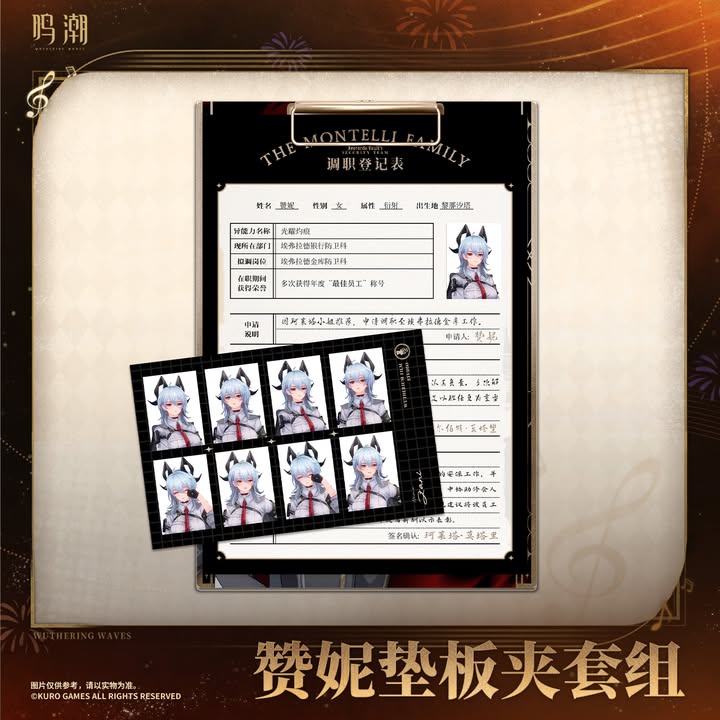 鸣潮
WUTHERING WAVES
THE MONTELLI FAMILY
Averardo Vault's
SECURITY TEAM
调职登记表
姓名 赞妮 性别 女 属性 衍射 出生地 黎那汐塔
异能力名称 光耀灼痕
现所在部门 埃弗拉德银行防卫科
拟调岗位 埃弗拉德金库防卫科
在职期间
获得荣誉
多次获得年度“最佳员工”称号
申请
说明
因珂莱塔小姐推荐，申请调职至埃弗拉德金库工作。
申请人: 赞妮
签名确认: 珂莱塔·莫塔里
Zani
WUTHERING WAVES
赞妮垫板夹套组
图片仅供参考，请以实物为准。
©KURO GAMES ALL RIGHTS RESERVED